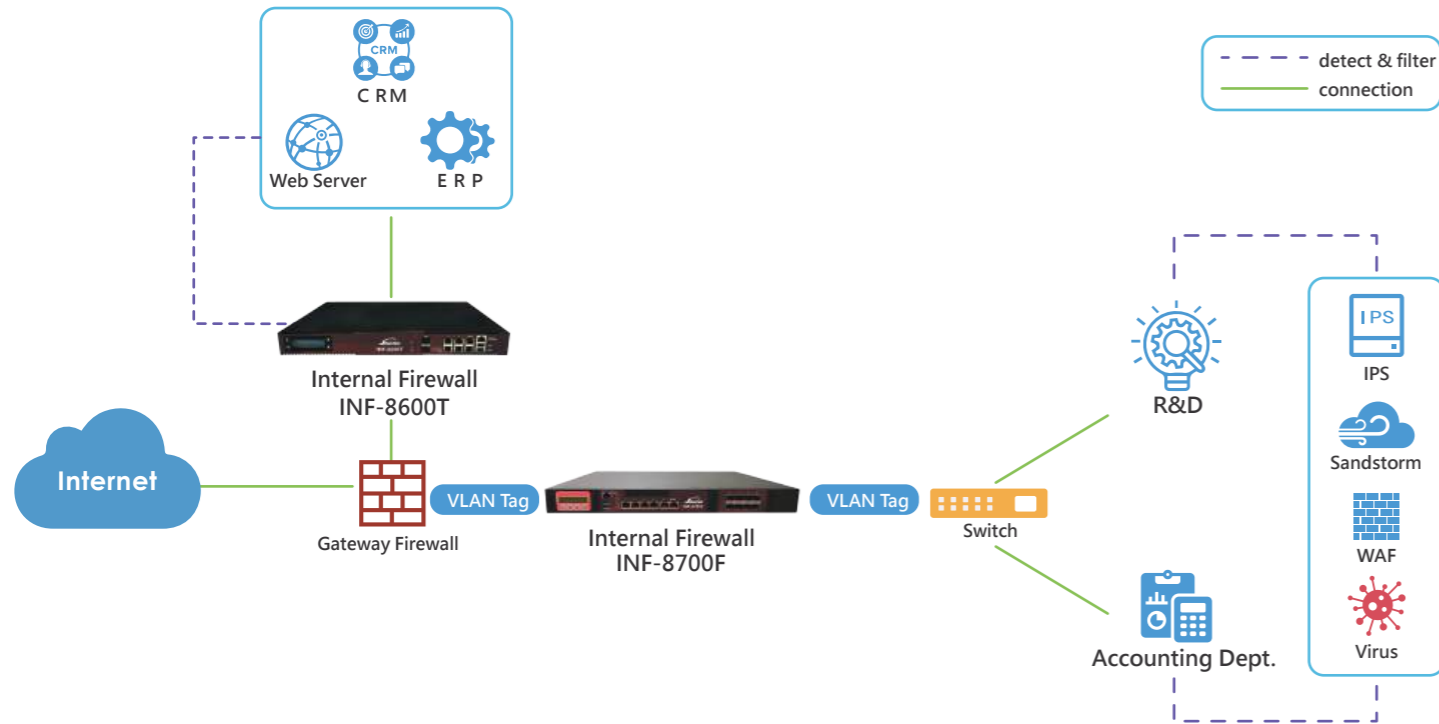 CRM
C R M
Web Server
E R P
detect & filter
connection
Internal Firewall
INF-8600T
Internet
Gateway Firewall
VLAN Tag
Internal Firewall
INF-8700F
VLAN Tag
Switch
R&D
Accounting Dept.
IPS
IPS
Sandstorm
WAF
Virus